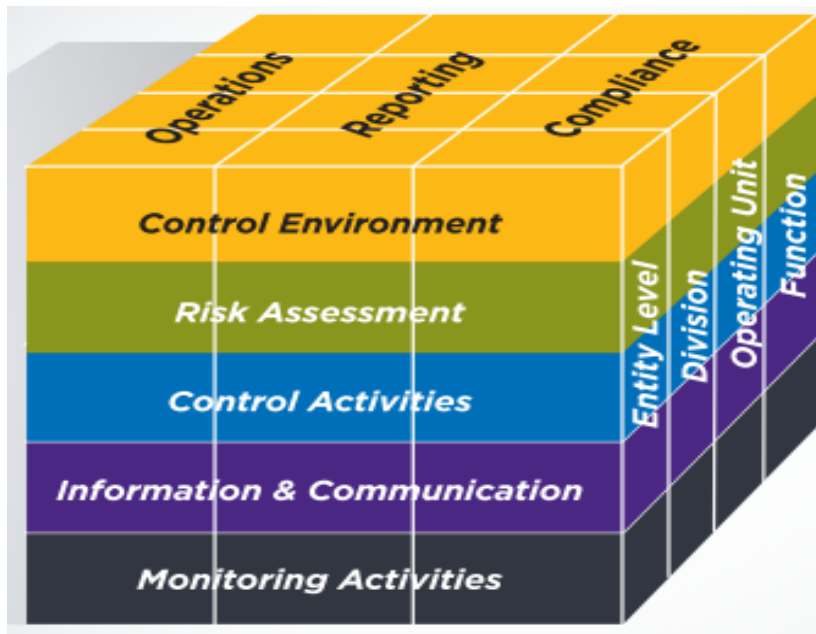 Operations
Reporting
Compliance
Control Environment
Risk Assessment
Control Activities
Information & Communication
Monitoring Activities
Entity Level
Division
Operating Unit
Function